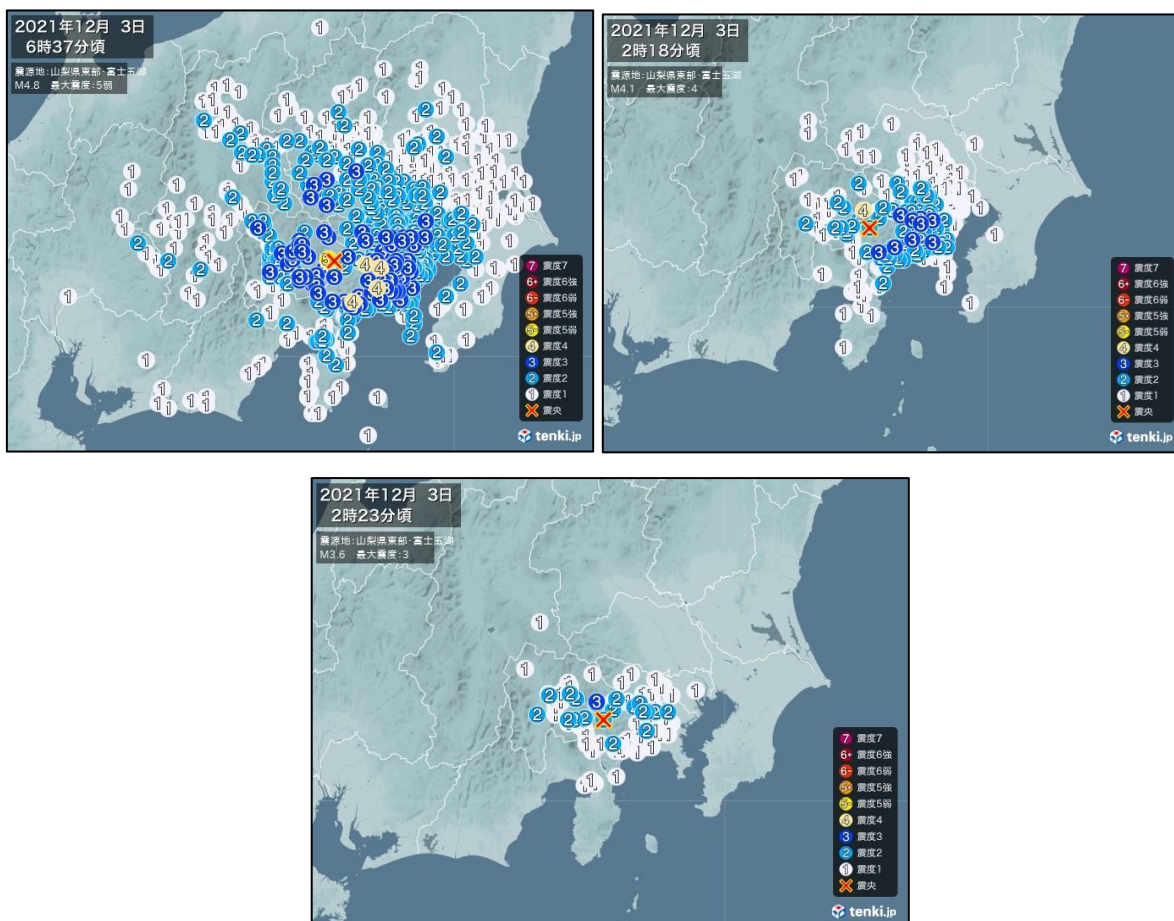 2021年12月 3日
6時37分頃
震源地:山梨県東部・富士五湖
M4.8 最大震度:5弱
7 震度7
6+ 震度6強
6- 震度6弱
5+ 震度5強
5- 震度5弱
4 震度4
3 震度3
2 震度2
1 震度1
震央
tenki.jp
2021年12月 3日
2時18分頃
震源地:山梨県東部・富士五湖
M4.1 最大震度:4
7 震度7
6+ 震度6強
6- 震度6弱
5+ 震度5強
5- 震度5弱
4 震度4
3 震度3
2 震度2
1 震度1
震央
tenki.jp
2021年12月 3日
2時23分頃
震源地:山梨県東部・富士五湖
M3.6 最大震度:3
7 震度7
6+ 震度6強
6- 震度6弱
5+ 震度5強
5- 震度5弱
4 震度4
3 震度3
2 震度2
1 震度1
震央
tenki.jp